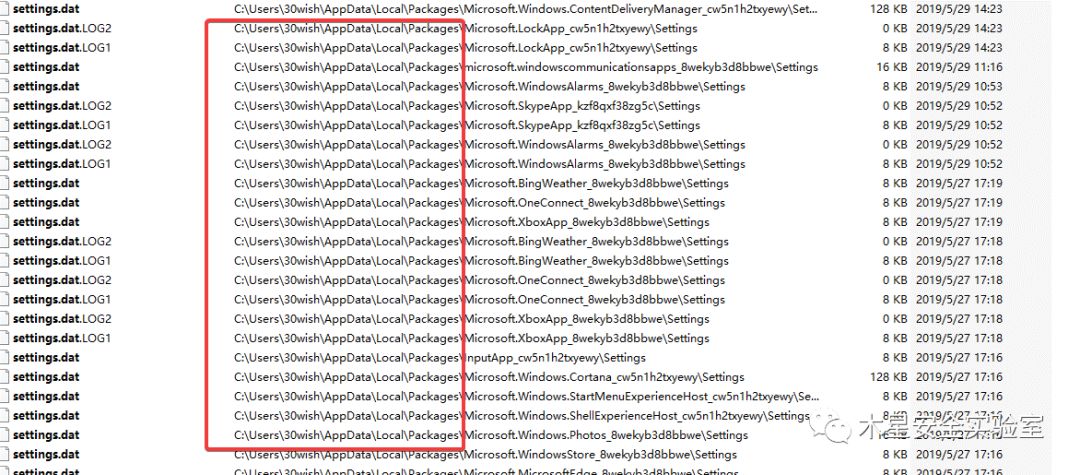 settings.dat C:\Users\30wish\AppData\Local\Packages\Microsoft.Windows.ContentDeliveryManager_cw5n1h2txyewy\Set... 128 KB 2019/5/29 14:23
settings.dat.LOG2 C:\Users\30wish\AppData\Local\Packages\Microsoft.LockApp_cw5n1h2txyewy\Settings 0 KB 2019/5/29 14:23
settings.dat.LOG1 C:\Users\30wish\AppData\Local\Packages\Microsoft.LockApp_cw5n1h2txyewy\Settings 8 KB 2019/5/29 14:23
settings.dat C:\Users\30wish\AppData\Local\Packages\microsoft.windowscommunicationsapps_8wekyb3d8bbwe\Settings 16 KB 2019/5/29 11:16
settings.dat C:\Users\30wish\AppData\Local\Packages\Microsoft.WindowsAlarms_8wekyb3d8bbwe\Settings 8 KB 2019/5/29 10:53
settings.dat.LOG2 C:\Users\30wish\AppData\Local\Packages\Microsoft.SkypeApp_kzf8qxf38zg5c\Settings 0 KB 2019/5/29 10:52
settings.dat.LOG1 C:\Users\30wish\AppData\Local\Packages\Microsoft.SkypeApp_kzf8qxf38zg5c\Settings 8 KB 2019/5/29 10:52
settings.dat.LOG2 C:\Users\30wish\AppData\Local\Packages\Microsoft.WindowsAlarms_8wekyb3d8bbwe\Settings 0 KB 2019/5/29 10:52
settings.dat.LOG1 C:\Users\30wish\AppData\Local\Packages\Microsoft.WindowsAlarms_8wekyb3d8bbwe\Settings 8 KB 2019/5/29 10:52
settings.dat C:\Users\30wish\AppData\Local\Packages\Microsoft.BingWeather_8wekyb3d8bbwe\Settings 8 KB 2019/5/27 17:19
settings.dat C:\Users\30wish\AppData\Local\Packages\Microsoft.OneConnect_8wekyb3d8bbwe\Settings 8 KB 2019/5/27 17:19
settings.dat C:\Users\30wish\AppData\Local\Packages\Microsoft.XboxApp_8wekyb3d8bbwe\Settings 8 KB 2019/5/27 17:19
settings.dat.LOG2 C:\Users\30wish\AppData\Local\Packages\Microsoft.BingWeather_8wekyb3d8bbwe\Settings 0 KB 2019/5/27 17:18
settings.dat.LOG1 C:\Users\30wish\AppData\Local\Packages\Microsoft.BingWeather_8wekyb3d8bbwe\Settings 8 KB 2019/5/27 17:18
settings.dat.LOG2 C:\Users\30wish\AppData\Local\Packages\Microsoft.OneConnect_8wekyb3d8bbwe\Settings 0 KB 2019/5/27 17:18
settings.dat.LOG1 C:\Users\30wish\AppData\Local\Packages\Microsoft.OneConnect_8wekyb3d8bbwe\Settings 8 KB 2019/5/27 17:18
settings.dat.LOG2 C:\Users\30wish\AppData\Local\Packages\Microsoft.XboxApp_8wekyb3d8bbwe\Settings 0 KB 2019/5/27 17:18
settings.dat.LOG1 C:\Users\30wish\AppData\Local\Packages\Microsoft.XboxApp_8wekyb3d8bbwe\Settings 8 KB 2019/5/27 17:18
settings.dat C:\Users\30wish\AppData\Local\Packages\InputApp_cw5n1h2txyewy\Settings 8 KB 2019/5/27 17:16
settings.dat C:\Users\30wish\AppData\Local\Packages\Microsoft.Windows.Cortana_cw5n1h2txyewy\Settings 128 KB 2019/5/27 17:16
settings.dat C:\Users\30wish\AppData\Local\Packages\Microsoft.Windows.StartMenuExperienceHost_cw5n1h2txyewy\Se... 8 KB 2019/5/27 17:16
settings.dat C:\Users\30wish\AppData\Local\Packages\Microsoft.Windows.ShellExperienceHost_cw5n1h2txyewy\Settings 2019/5/27 17:16
settings.dat C:\Users\30wish\AppData\Local\Packages\Microsoft.Windows.Photos_8wekyb3d8bbwe\Settings KB 2019/5/27 17:16
木星安全实验室
settings.dat C:\Users\30wish\AppData\Local\Packages\Microsoft.WindowsStore_8wekyb3d8bbwe\Settings 8 KB 2019/5/27 17:16
settings.dat C:\Users\30wish\AppData\Local\Packages\Microsoft.MicrosoftEdge_8wekyb3d8bbwe\Settings 8 KB 2019/5/27 17:16